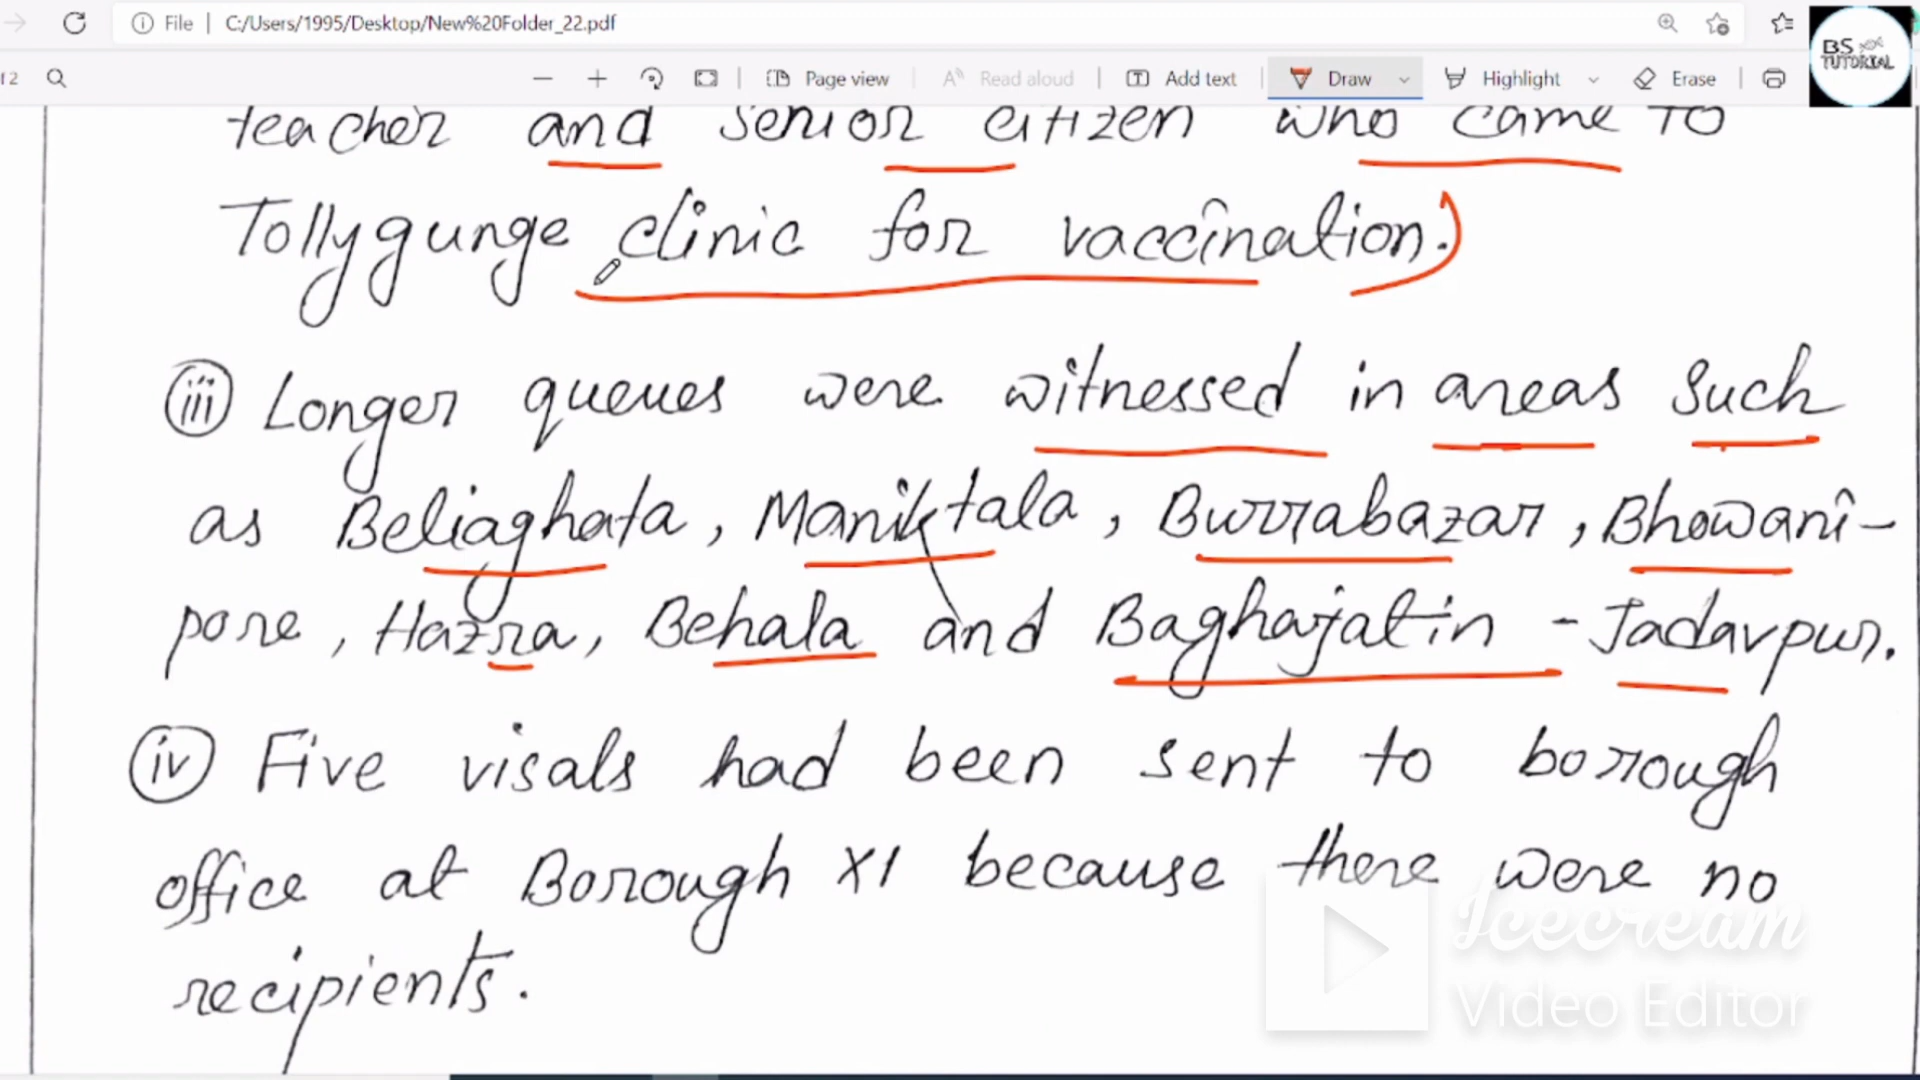 File | C:/Users/1995/Desktop/New%20Folder_22.pdf
BS TUTORIAL
f 2 Page view Read aloud Add text Draw Highlight Erase
teacher and senior citizen who came to
Tollygunge clinic for vaccination.)
(iii) Longer queues were witnessed in areas such
as Beliaghata, Maniktala, Burrabazar, Bhowani-
pore, Hazra, Behala and Baghajatin - Jadavpur.
(iv) Five visals had been sent to borough
office at Borough XI because there were no
recipients.
Icecream
Video Editor